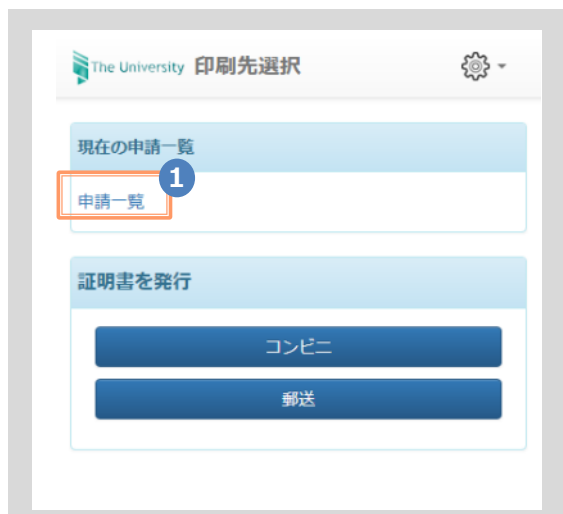 The University 印刷先選択
現在の申請一覧
1
申請一覧
証明書を発行
コンビニ
郵送